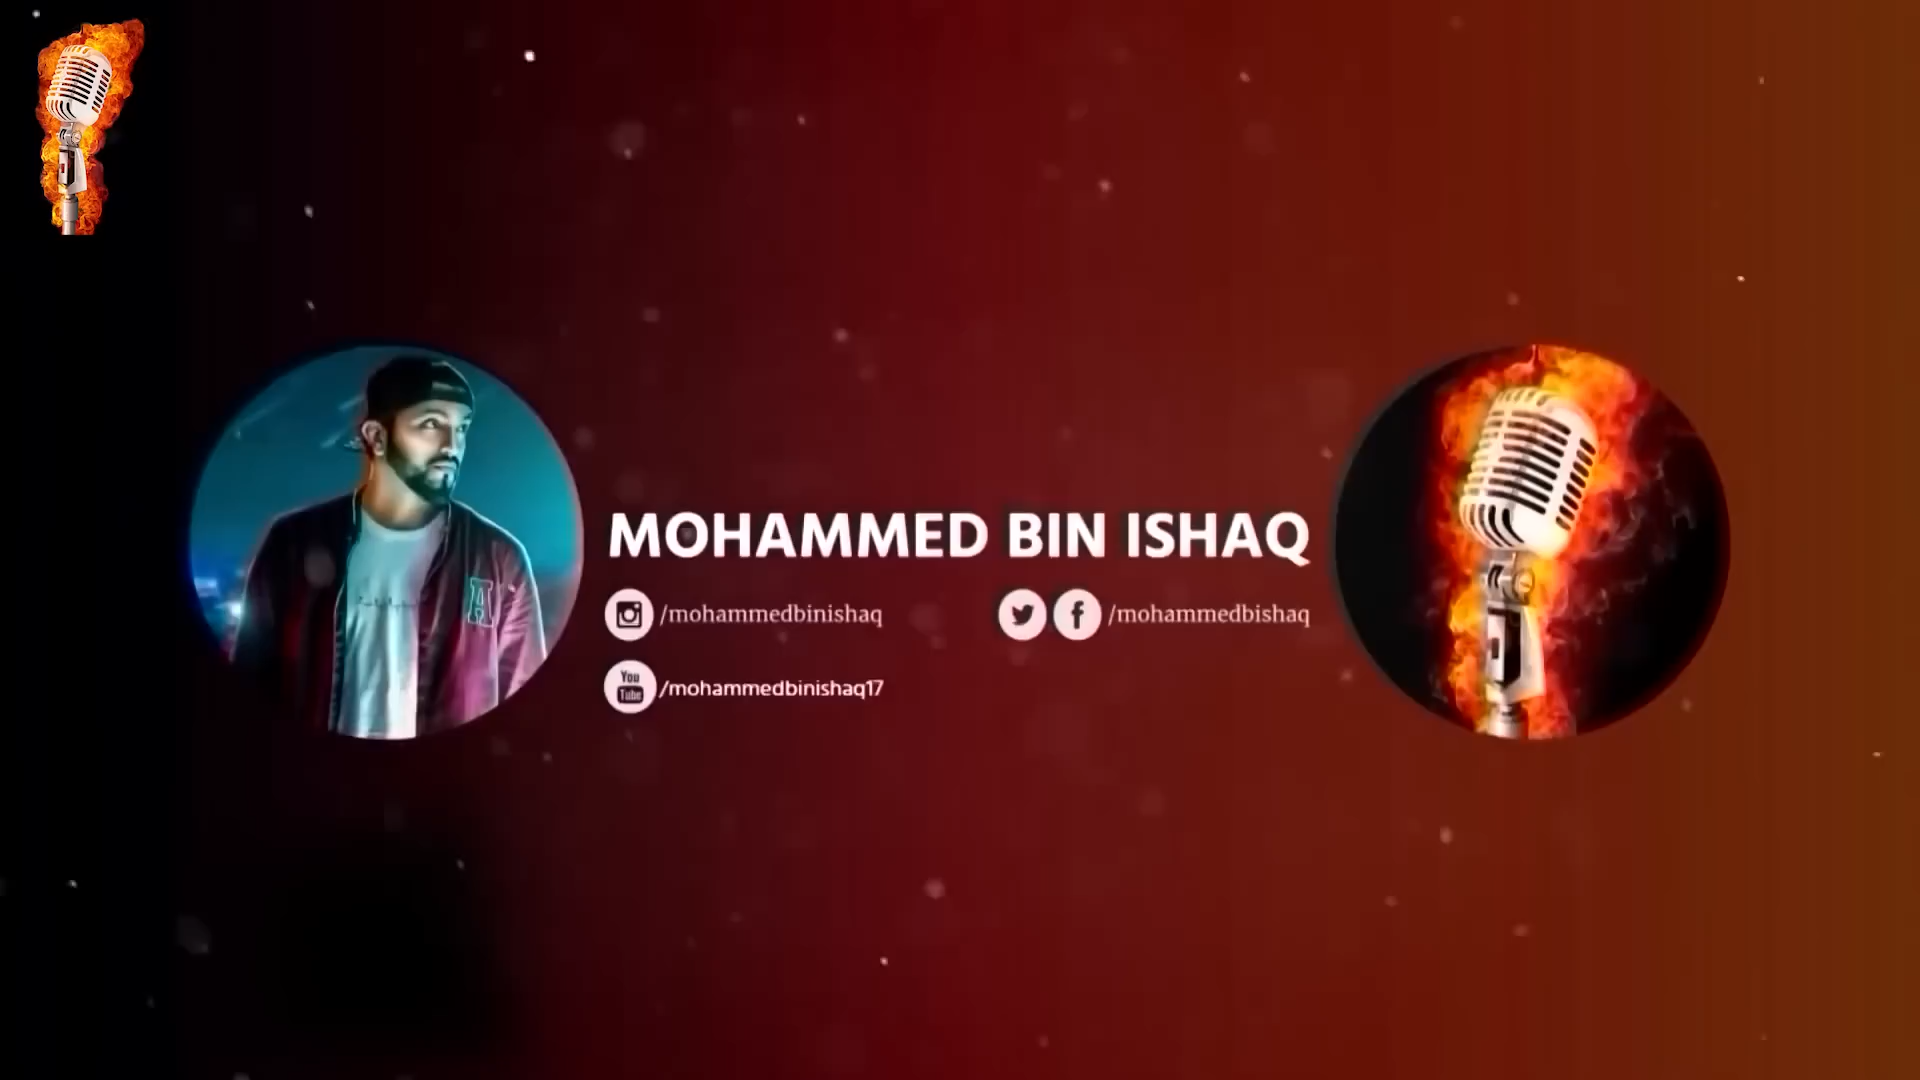 MOHAMMED BIN ISHAQ
/mohammedbinishaq
/mohammedbishaq
You Tube /mohammedbinishaq17
A